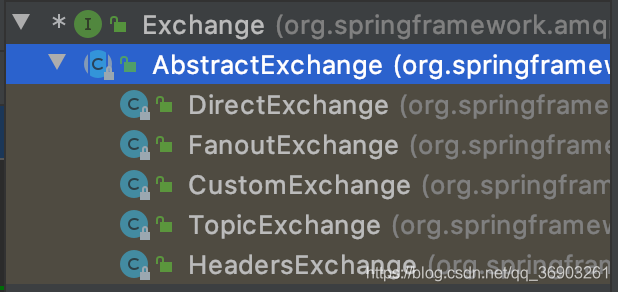 Exchange (org.springframework.amq
AbstractExchange (org.springframew
DirectExchange (org.springframe
FanoutExchange (org.springframe
CustomExchange (org.springfram
TopicExchange (org.springframew
HeadersExchange (org.springfram
https://blog.csdn.net/qq_36903261